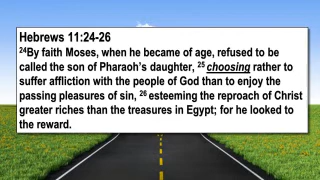 Hebrews 11:24-26
24By faith Moses, when he became of age, refused to be
called the son of Pharaoh's daughter, 25 choosing rather to
suffer affliction with the people of God than to enjoy the
passing pleasures of sin, 26 esteeming the reproach of Christ
greater riches than the treasures in Egypt; for he looked to
the reward.